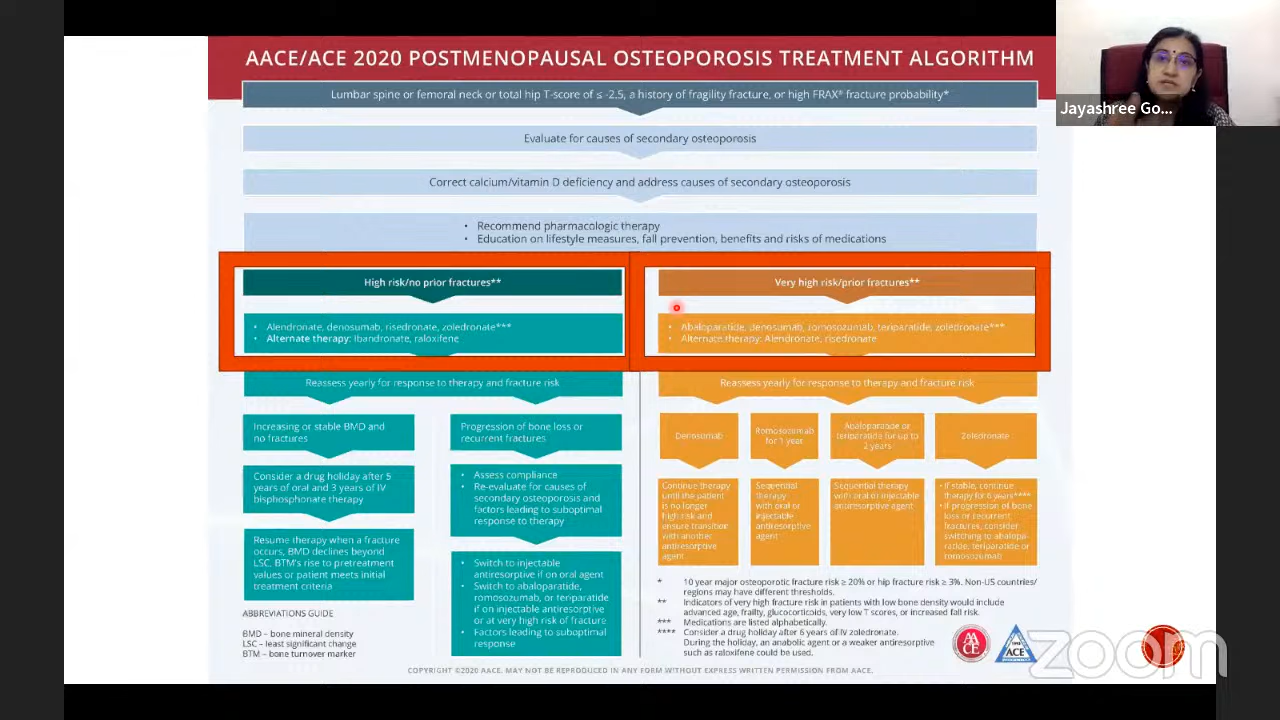 AACE/ACE 2020 POSTMENOPAUSAL OSTEOPOROSIS TREATMENT ALGORITHM
Jayashree Go...
Lumbar spine or femoral neck or total hip T-score of ≤ -2.5, a history of fragility fracture, or high FRAX® fracture probability*
Evaluate for causes of secondary osteoporosis
Correct calcium/vitamin D deficiency and address causes of secondary osteoporosis
• Recommend pharmacologic therapy
• Education on lifestyle measures, fall prevention, benefits and risks of medications
High risk/no prior fractures**
• Alendronate, denosumab, risedronate, zoledronate***
• Alternate therapy: Ibandronate, raloxifene
Reassess yearly for response to therapy and fracture risk
Increasing or stable BMD and
no fractures
Consider a drug holiday after 5
years of oral and 3 years of IV
bisphosphonate therapy
Resume therapy when a fracture
occurs, BMD declines beyond
LSC, BTM's rise to pretreatment
values or patient meets initial
treatment criteria
Progression of bone loss or
recurrent fractures
• Assess compliance
• Re-evaluate for causes of
secondary osteoporosis and
factors leading to suboptimal
response to therapy
• Switch to injectable
antiresorptive if on oral agent
• Switch to abaloparatide,
romosozumab, or teriparatide
if on injectable antiresorptive
or at very high risk of fracture
• Factors leading to suboptimal
response
Very high risk/prior fractures**
• Abaloparatide, denosumab, romosozumab, teriparatide, zoledronate***
• Alternate therapy: Alendronate, risedronate
Reassess yearly for response to therapy and fracture risk
Denosumab
Continue therapy
until the patient
is no longer
high risk and
ensure transition
with another
antiresorptive
agent
Romosozumab
for 1 year
Sequential
therapy
with oral or
injectable
antiresorptive
agent
Abaloparatide or
teriparatide for up to
2 years
Sequential therapy
with oral or injectable
antiresorptive agent
Zoledronate
• If stable, continue
therapy for 6 years****
• If progression of bone
loss or recurrent
fractures, consider
switching to abalopa-
ratide, teriparatide or
romosozumab
ABBREVIATIONS GUIDE
BMD – bone mineral density
LSC – least significant change
BTM – bone turnover marker
* 10 year major osteoporotic fracture risk ≥ 20% or hip fracture risk ≥ 3%. Non-US countries/
regions may have different thresholds.
** Indicators of very high fracture risk in patients with low bone density would include
advanced age, frailty, glucocorticoids, very low T scores, or increased fall risk.
*** Medications are listed alphabetically.
**** Consider a drug holiday after 6 years of IV zoledronate.
During the holiday, an anabolic agent or a weaker antiresorptive
such as raloxifene could be used.
AACE
ACE
zoom
COPYRIGHT ©2020 AACE. MAY NOT BE REPRODUCED IN ANY FORM WITHOUT EXPRESS WRITTEN PERMISSION FROM AACE.